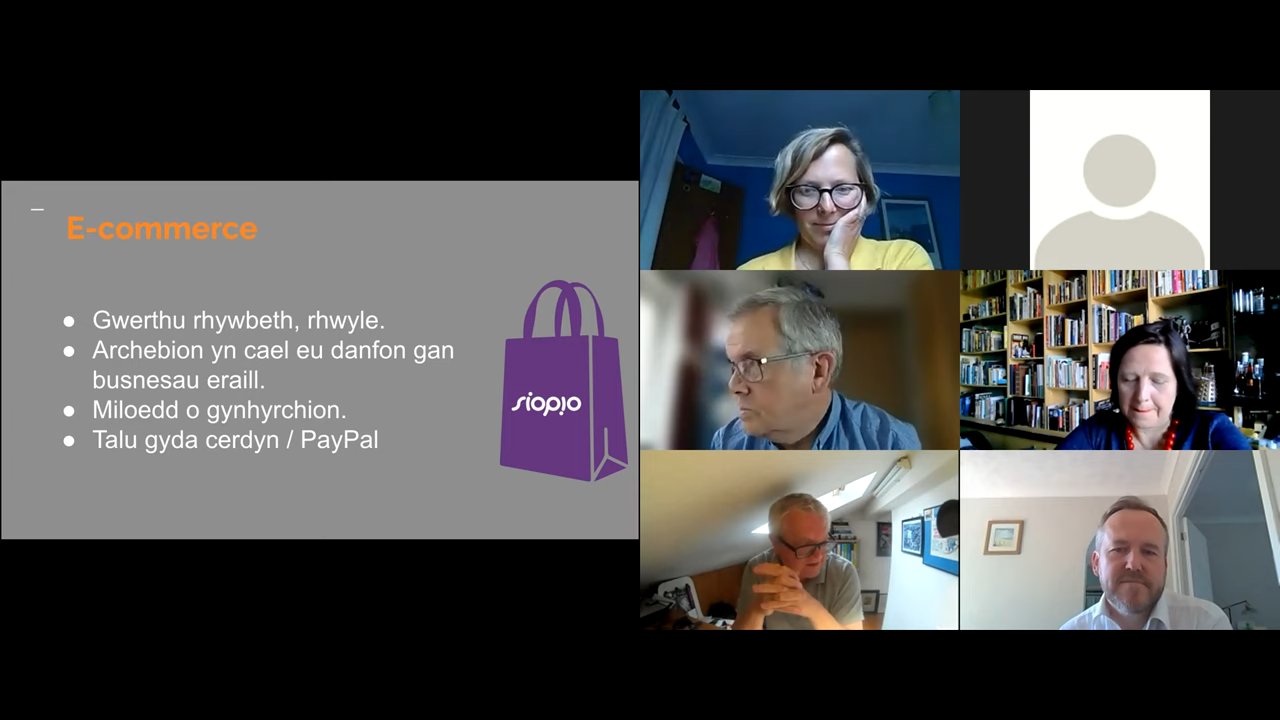 E-commerce
● Gwerthu rhywbeth, rhwyle.
● Archebion yn cael eu danfon gan
busnesau eraill.
● Miloedd o gynhyrchion.
● Talu gyda cerdyn / PayPal
siopio